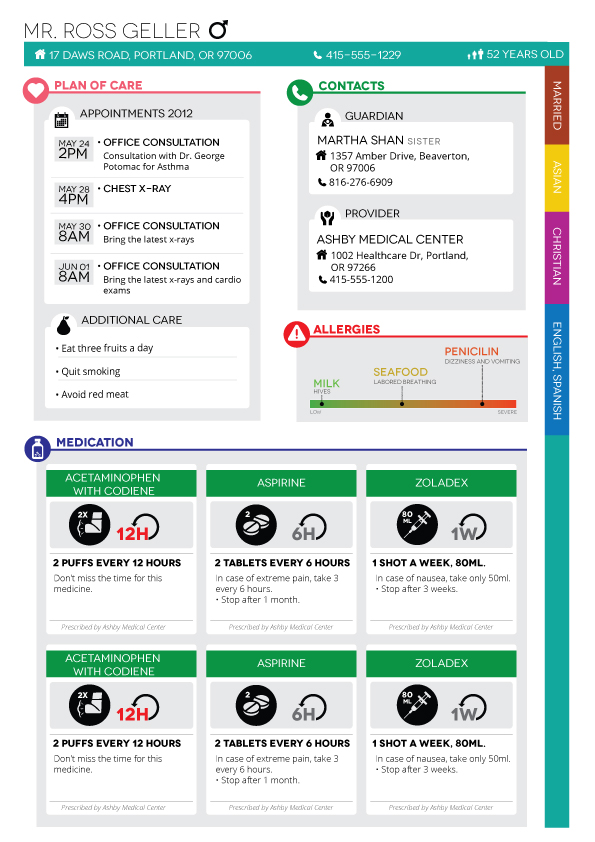 MR. ROSS GELLER
17 DAWS ROAD, PORTLAND, OR 97006
415-555-1229
52 YEARS OLD
MARRIED
ASIAN
CHRISTIAN
ENGLISH, SPANISH
PLAN OF CARE
APPOINTMENTS 2012
MAY 24
2PM
• OFFICE CONSULTATION
Consultation with Dr. George
Potomac for Asthma
MAY 28
4PM
• CHEST X-RAY
MAY 30
8AM
• OFFICE CONSULTATION
Bring the latest x-rays
JUN 01
8AM
• OFFICE CONSULTATION
Bring the latest x-rays and cardio
exams
ADDITIONAL CARE
• Eat three fruits a day
• Quit smoking
• Avoid red meat
CONTACTS
GUARDIAN
MARTHA SHAN SISTER
1357 Amber Drive, Beaverton,
OR 97006
816-276-6909
PROVIDER
ASHBY MEDICAL CENTER
1002 Healthcare Dr, Portland,
OR 97266
415-555-1200
ALLERGIES
PENICILIN
DIZZINESS AND VOMITING
SEAFOOD
LABORED BREATHING
MILK
HIVES
LOW
SEVERE
MEDICATION
ACETAMINOPHEN
WITH CODIENE
2X
12H
2 PUFFS EVERY 12 HOURS
Don't miss the time for this
medicine.
Prescribed by Ashby Medical Center
ASPIRINE
2
6H
2 TABLETS EVERY 6 HOURS
In case of extreme pain, take 3
every 6 hours.
• Stop after 1 month.
Prescribed by Ashby Medical Center
ZOLADEX
80
ML
1W
1 SHOT A WEEK, 80ML.
In case of nausea, take only 50ml.
• Stop after 3 weeks.
Prescribed by Ashby Medical Center
ACETAMINOPHEN
WITH CODIENE
2X
12H
2 PUFFS EVERY 12 HOURS
Don't miss the time for this
medicine.
Prescribed by Ashby Medical Center
ASPIRINE
2
6H
2 TABLETS EVERY 6 HOURS
In case of extreme pain, take 3
every 6 hours.
• Stop after 1 month.
Prescribed by Ashby Medical Center
ZOLADEX
80
ML
1W
1 SHOT A WEEK, 80ML.
In case of nausea, take only 50ml.
• Stop after 3 weeks.
Prescribed by Ashby Medical Center